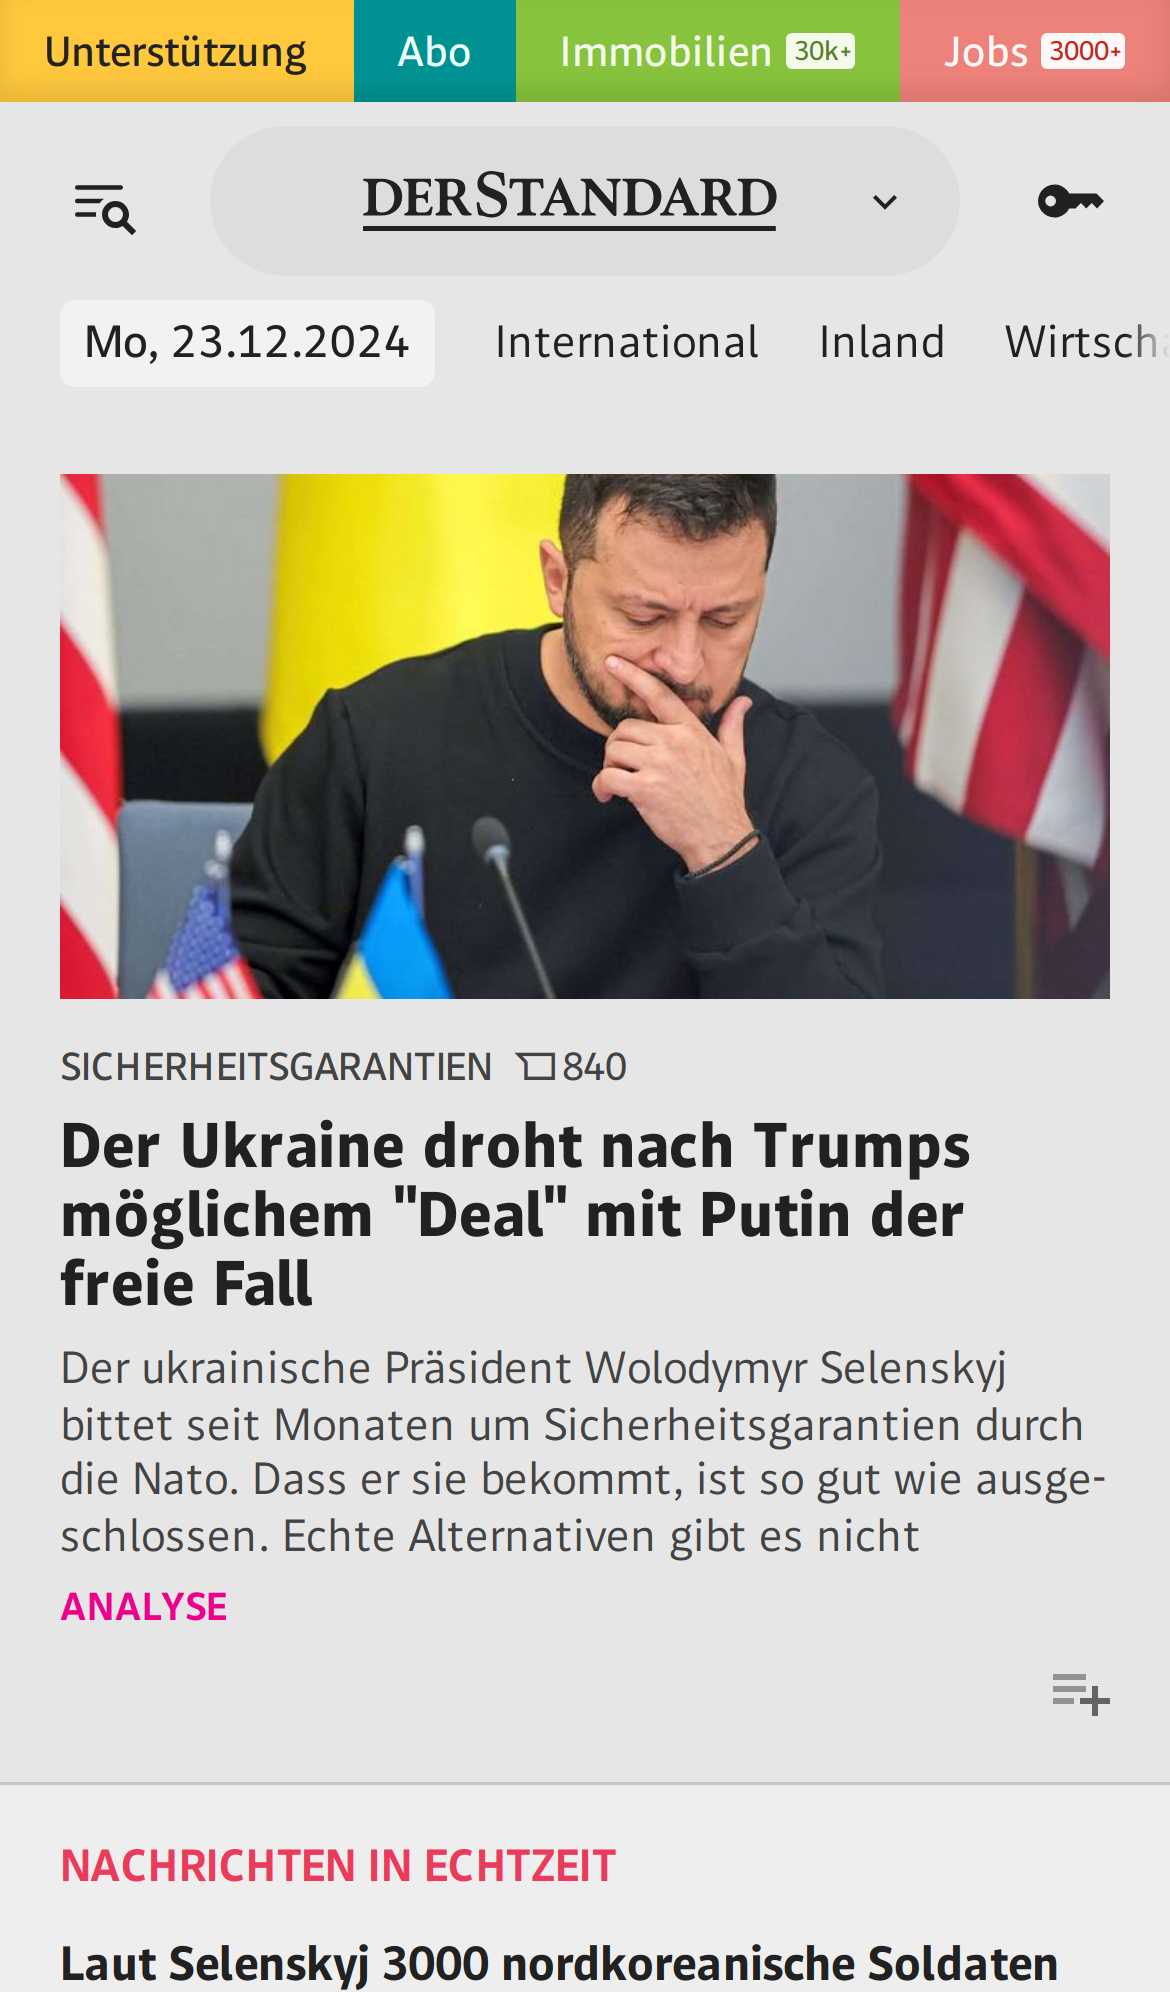 Unterstützung Abo Immobilien 30k+ Jobs 3000+
DERSTANDARD
Mo, 23.12.2024 International Inland Wirtscha
SICHERHEITSGARANTIEN 840
Der Ukraine droht nach Trumps
möglichem "Deal" mit Putin der
freie Fall
Der ukrainische Präsident Wolodymyr Selenskyj
bittet seit Monaten um Sicherheitsgarantien durch
die Nato. Dass er sie bekommt, ist so gut wie ausge-
schlossen. Echte Alternativen gibt es nicht
ANALYSE
NACHRICHTEN IN ECHTZEIT
Laut Selenskyj 3000 nordkoreanische Soldaten